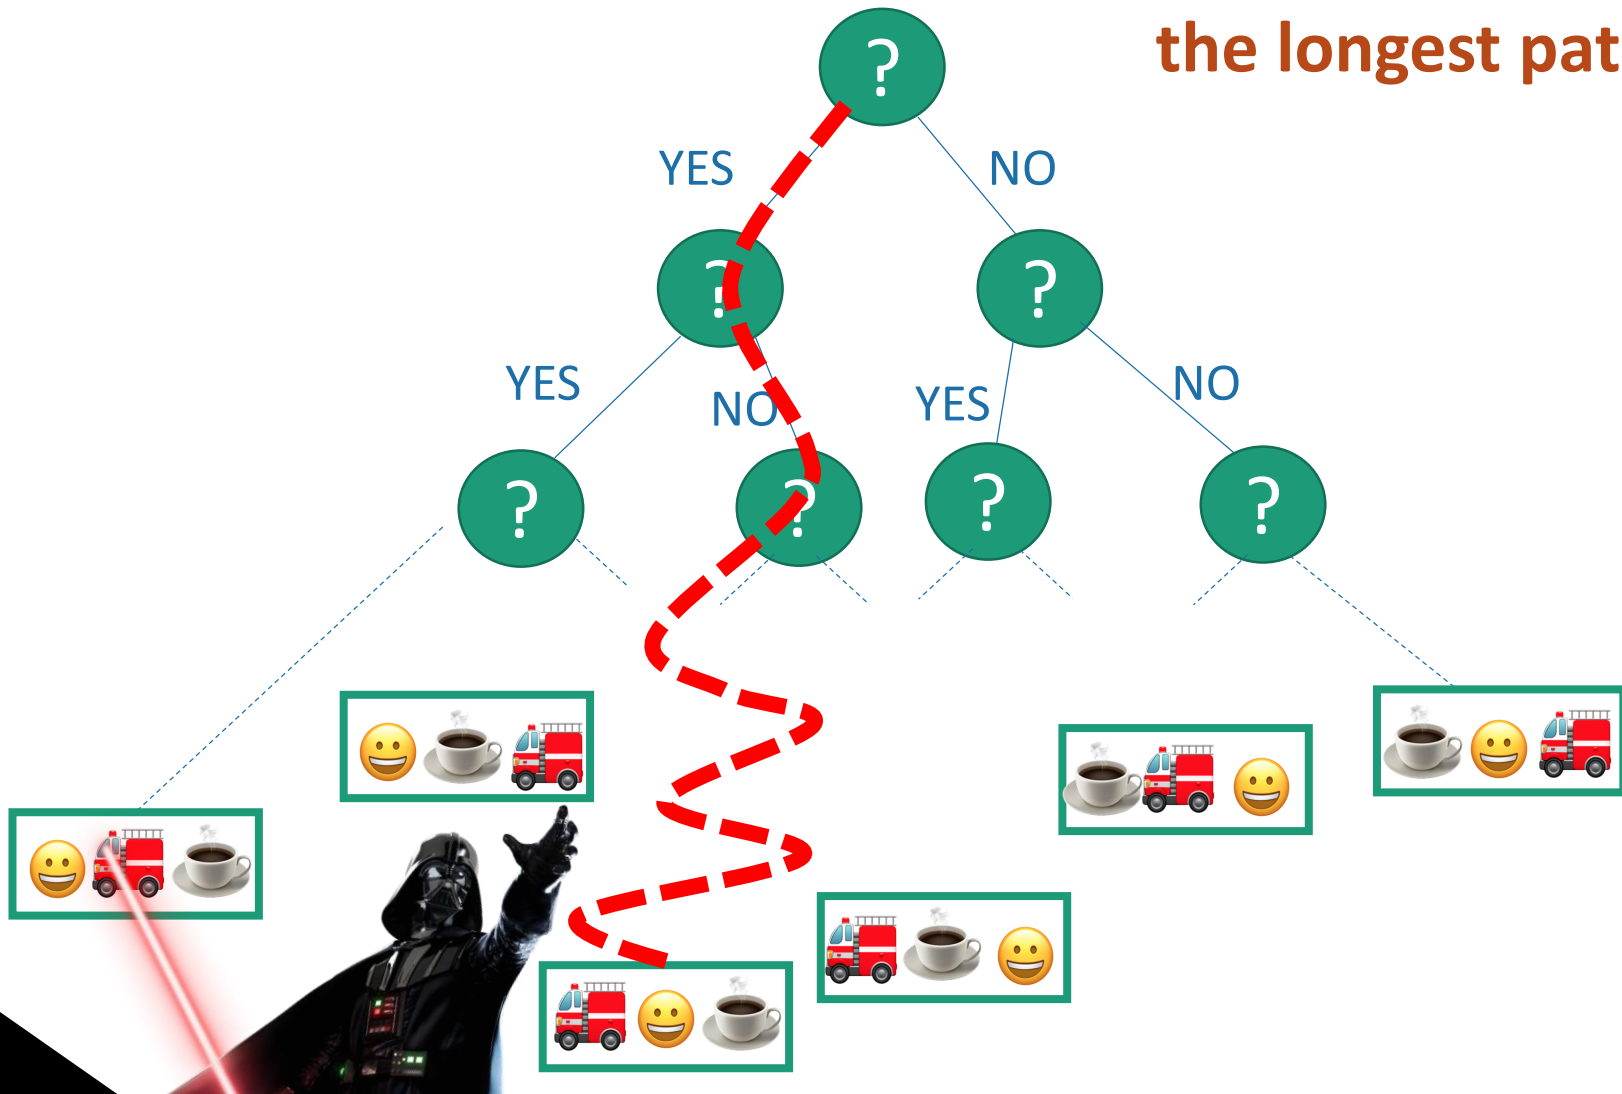 the longest pat
?
YES
NO
?
?
YES
NO
YES
NO
?
?
?
?